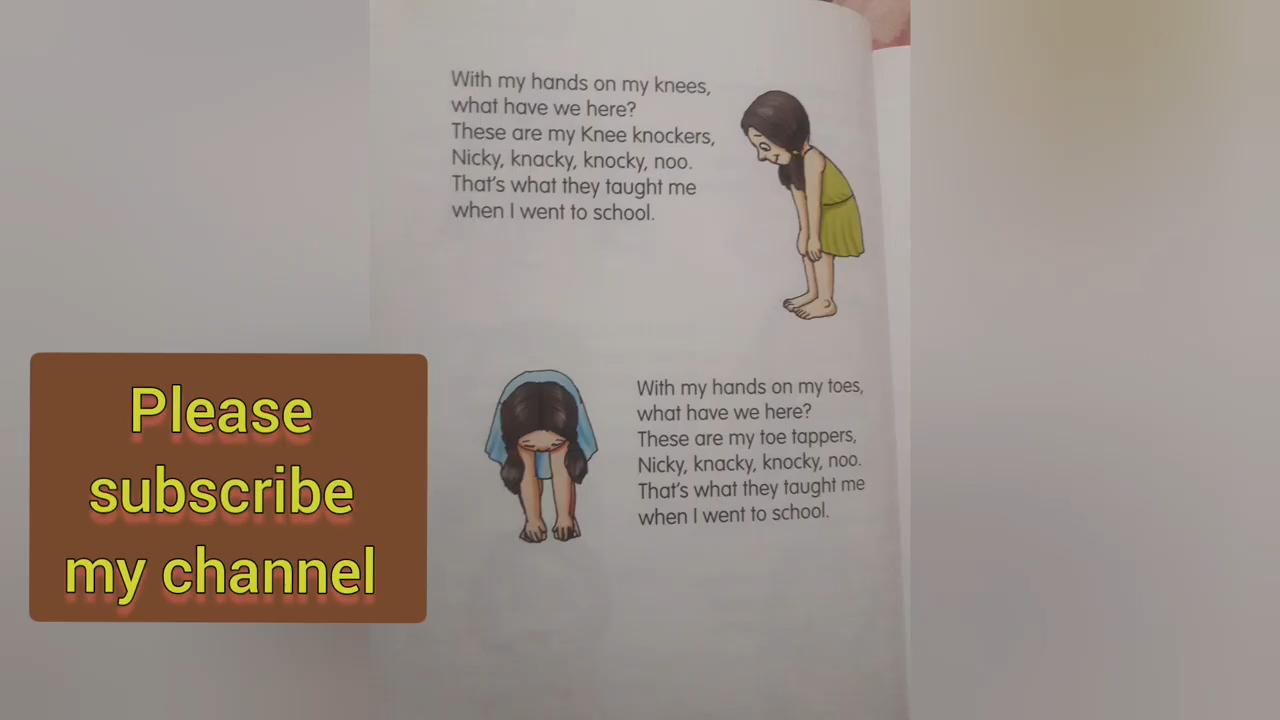 With my hands on my knees,
what have we here?
These are my Knee knockers,
Nicky, knacky, knocky, noo.
That's what they taught me
when I went to school.
With my hands on my toes,
what have we here?
These are my toe tappers,
Nicky, knacky, knocky, noo.
That's what they taught me
when I went to school.
Please
subscribe
my channel